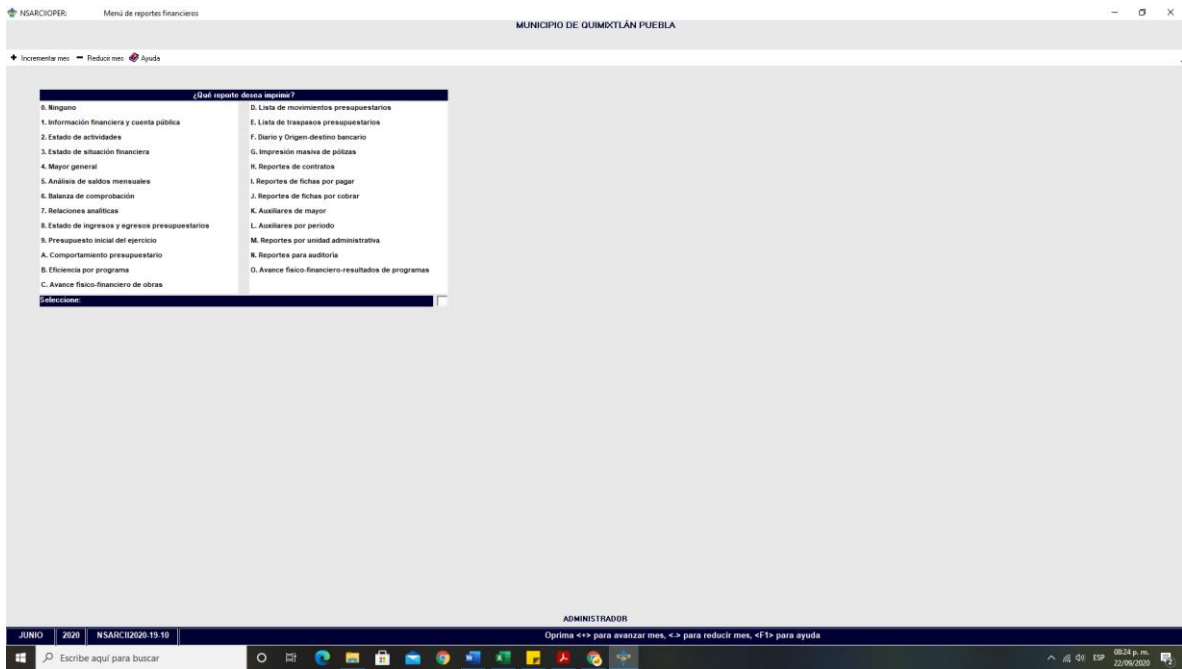 NSARCIIOPER: Menú de reportes financieros
MUNICIPIO DE QUIMIXTLÁN PUEBLA
Incrementar mes Reducir mes Ayuda
¿Qué reporte desea imprimir?
0. Ninguno
1. Información financiera y cuenta pública
2. Estado de actividades
3. Estado de situación financiera
4. Mayor general
5. Análisis de saldos mensuales
6. Balanza de comprobación
7. Relaciones analíticas
8. Estado de ingresos y egresos presupuestarios
9. Presupuesto inicial del ejercicio
A. Comportamiento presupuestario
B. Eficiencia por programa
C. Avance físico-financiero de obras
D. Lista de movimientos presupuestarios
E. Lista de traspasos presupuestarios
F. Diario y Origen-destino bancario
G. Impresión masiva de pólizas
H. Reportes de contratos
I. Reportes de fichas por pagar
J. Reportes de fichas por cobrar
K. Auxiliares de mayor
L. Auxiliares por periodo
M. Reportes por unidad administrativa
N. Reportes para auditoría
O. Avance físico-financiero-resultados de programas
Seleccione:
ADMINISTRADOR
JUNIO 2020 NSARCII2020-19-10 Oprima <+> para avanzar mes, <-> para reducir mes, <F1> para ayuda
Escribe aquí para buscar
ESP
08:24 p. m.
22/09/2020